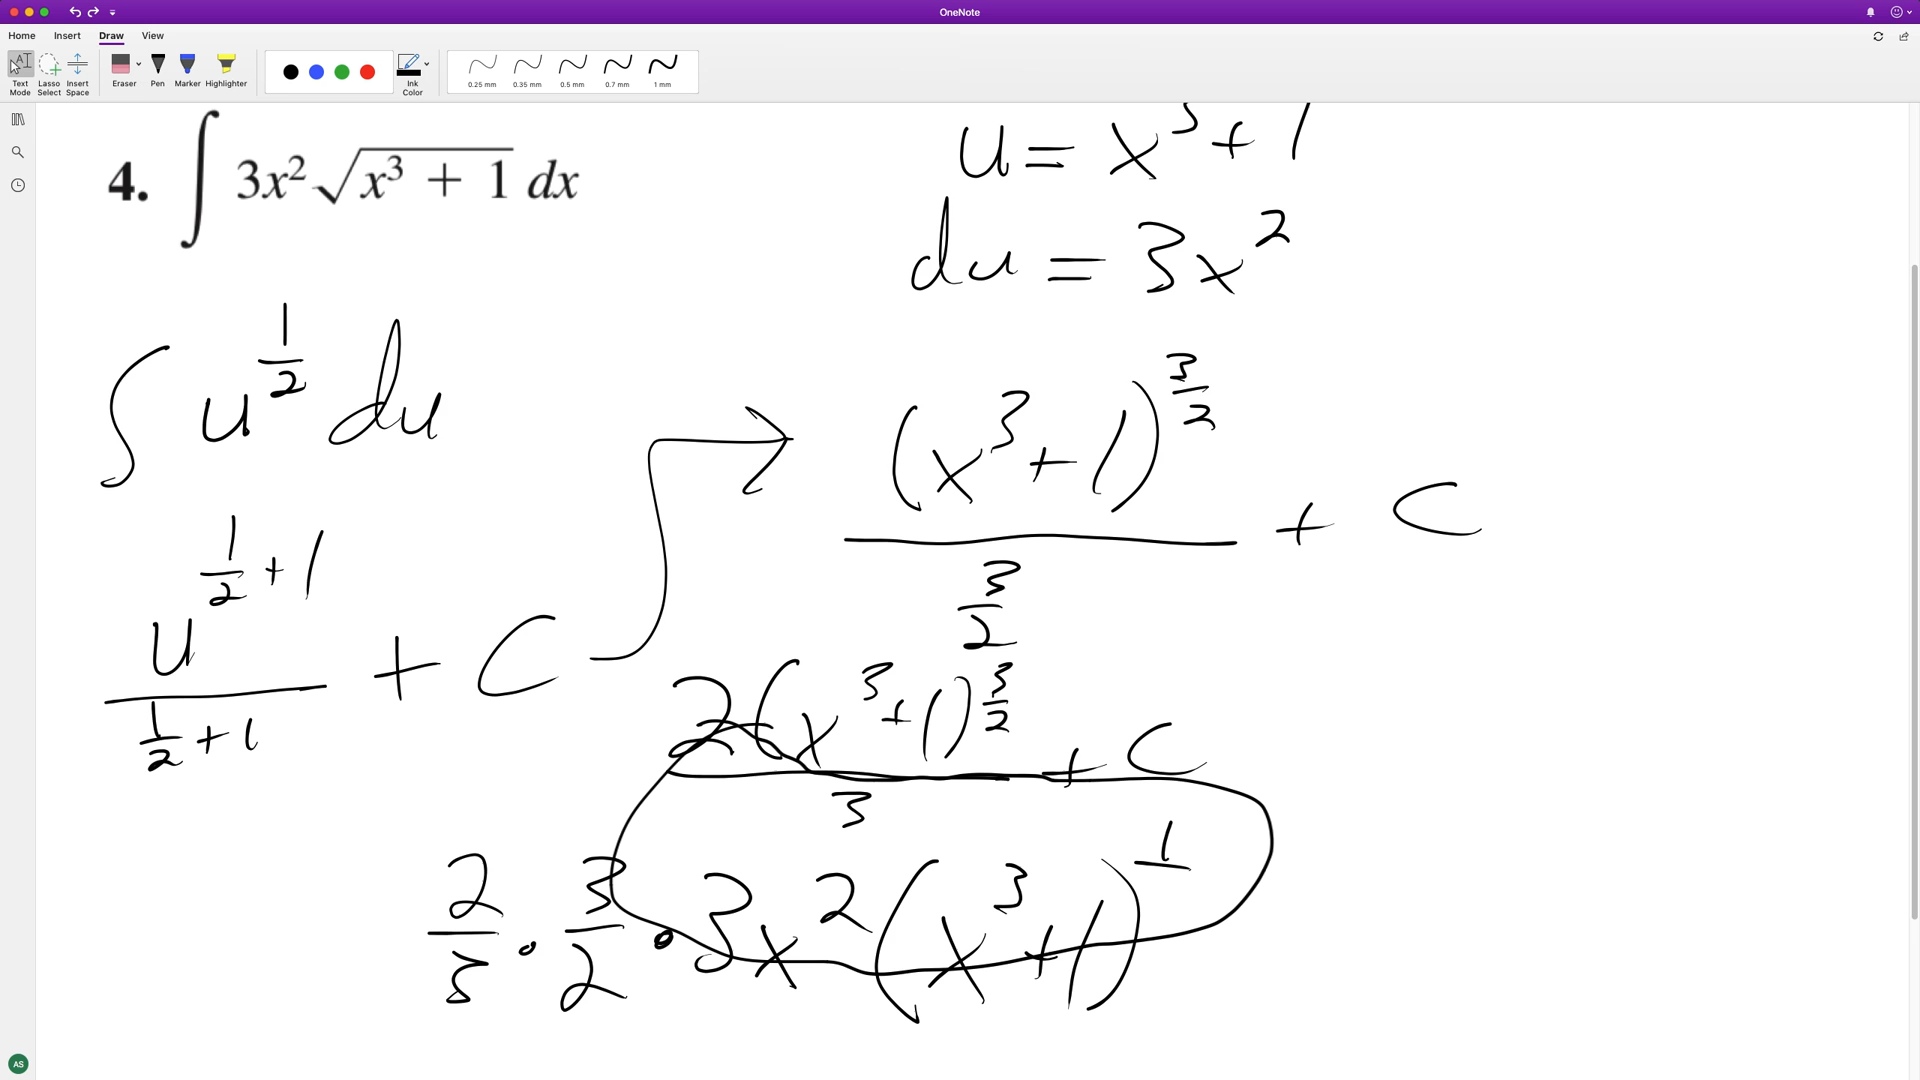 OneNote
Home Insert Draw View
Text Mode
Lasso Select
Insert Space
Eraser
Pen
Marker
Highlighter
Ink Color
0.25 mm
0.35 mm
0.5 mm
0.7 mm
1 mm
4. ∫ 3x² √(x³ + 1) dx
u = x³ + 1
du = 3x²
∫ u^(1/2) du
u^(1/2 + 1) / (1/2 + 1) + C
(x³ + 1)^(3/2) / (3/2) + C
2(x³ + 1)^(3/2) / 3 + C
2/3 · 3/2 · 3x² (x³ + 1)^(1/
AS